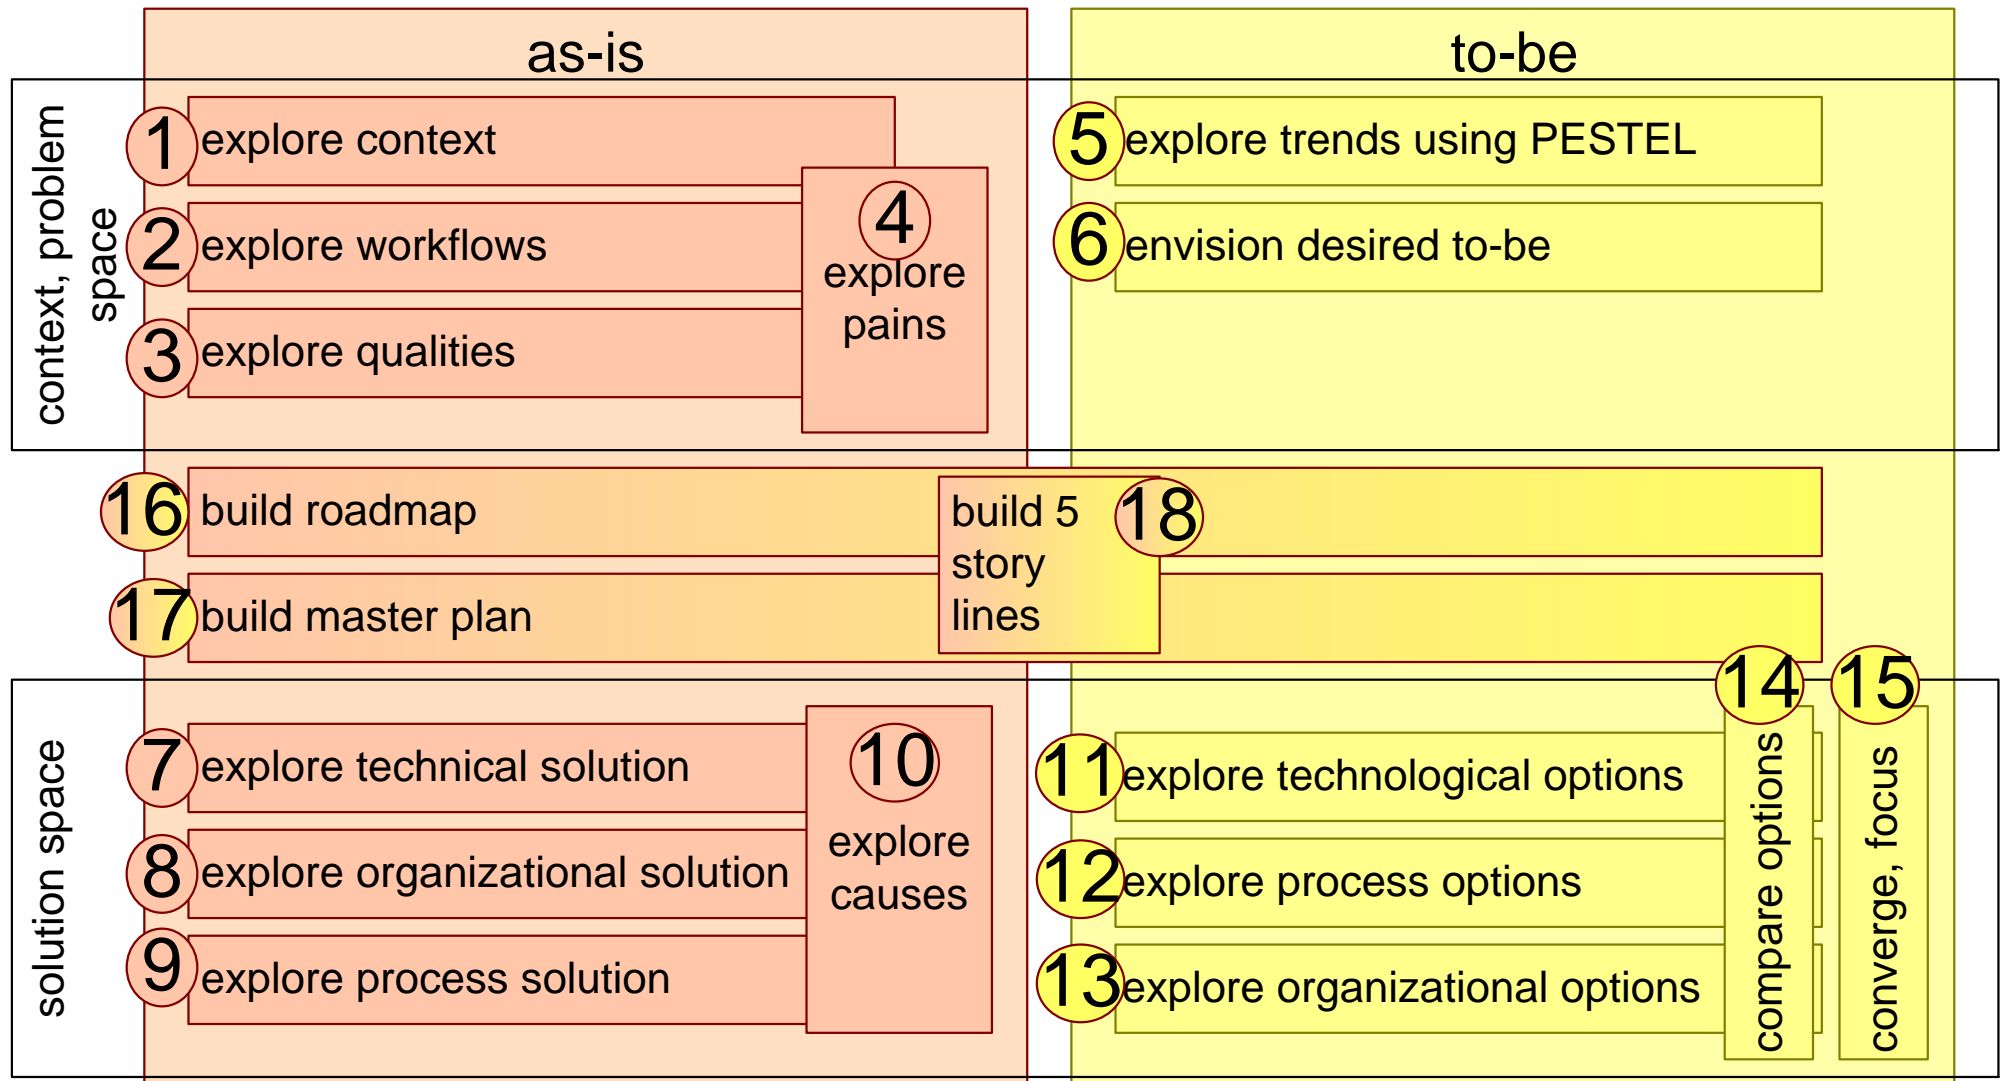 as-is
to-be
context, problem
space
1
explore context
2
explore workflows
3
explore qualities
4
explore
pains
5
explore trends using PESTEL
6
envision desired to-be
16
build roadmap
17
build master plan
18
build 5
story
lines
solution space
7
explore technical solution
8
explore organizational solution
9
explore process solution
10
explore
causes
11
explore technological options
12
explore process options
13
explore organizational options
14
compare options
15
converge, focus